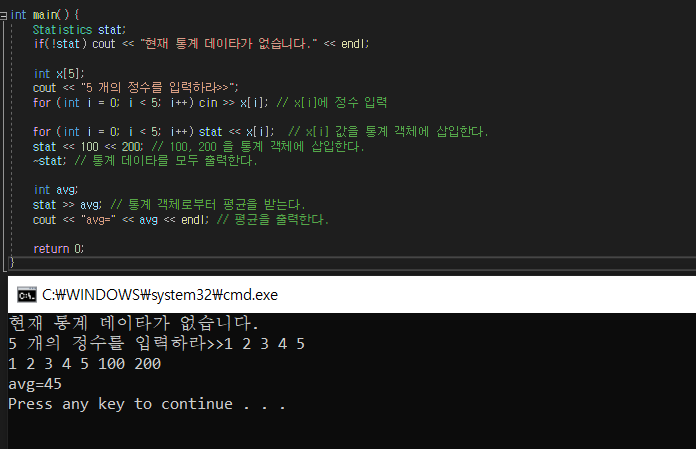 int main() {
Statistics stat;
if(!stat) cout << "현재 통계 데이타가 없습니다." << endl;
int x[5];
cout << "5 개의 정수를 입력하라>>";
for (int i = 0; i < 5; i++) cin >> x[i]; // x[i]에 정수 입력
for (int i = 0; i < 5; i++) stat << x[i]; // x[i] 값을 통계 객체에 삽입한다.
stat << 100 << 200; // 100, 200 을 통계 객체에 삽입한다.
~stat; // 통계 데이타를 모두 출력한다.
int avg;
stat >> avg; // 통계 객체로부터 평균을 받는다.
cout << "avg=" << avg << endl; // 평균을 출력한다.
return 0;
}
C:\WINDOWS\system32\cmd.exe
현재 통계 데이타가 없습니다.
5 개의 정수를 입력하라>>1 2 3 4 5
1 2 3 4 5 100 200
avg=45
Press any key to continue . . .